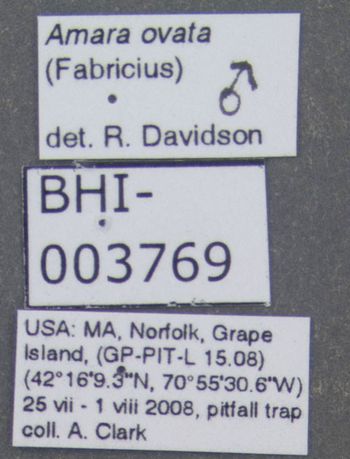 Amara ovata
(Fabricius) ♂
det. R. Davidson
BHI-
003769
USA: MA, Norfolk, Grape
Island, (GP-PIT-L 15.08)
(42°16'9.3"N, 70°55'30.6"W)
25 vii - 1 viii 2008, pitfall trap
coll. A. Clark